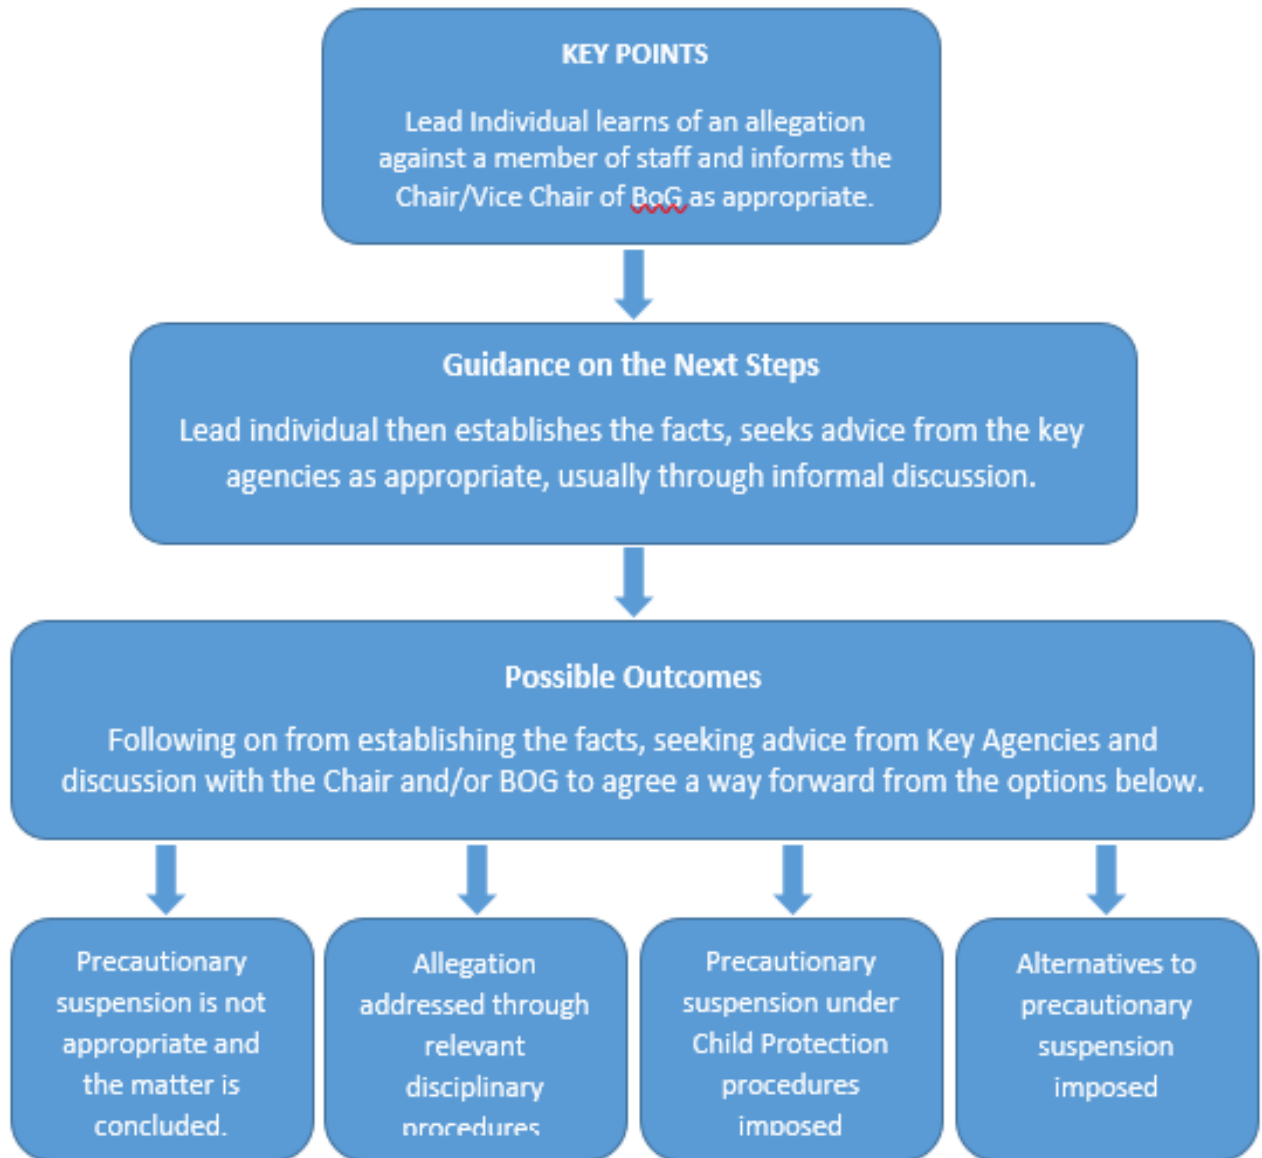 KEY POINTS
Lead Individual learns of an allegation
against a member of staff and informs the
Chair/Vice Chair of BoG as appropriate.
Guidance on the Next Steps
Lead individual then establishes the facts, seeks advice from the key
agencies as appropriate, usually through informal discussion.
Possible Outcomes
Following on from establishing the facts, seeking advice from Key Agencies and
discussion with the Chair and/or BOG to agree a way forward from the options below.
Precautionary
suspension is not
appropriate and
the matter is
concluded.
Allegation
addressed through
relevant
disciplinary
procedures
Precautionary
suspension under
Child Protection
procedures
imposed
Alternatives to
precautionary
suspension
imposed